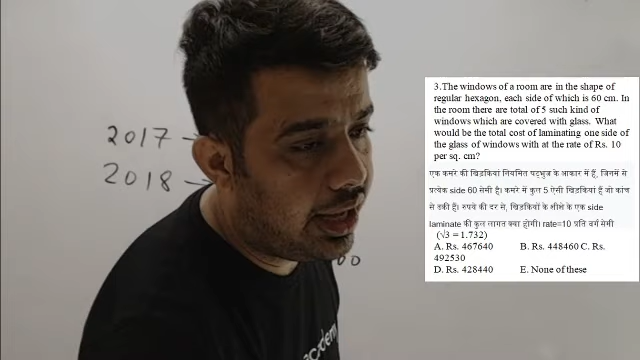 2017 -
2018 -
00
academy
3.The windows of a room are in the shape of
regular hexagon, each side of which is 60 cm. In
the room there are total of 5 such kind of
windows which are covered with glass. What
would be the total cost of laminating one side of
the glass of windows with at the rate of Rs. 10
per sq. cm?
एक कमरे की खिड़कियां नियमित षट्भुज के आकार में हैं, जिनमें से
प्रत्येक side 60 सेमी है। कमरे में कुल 5 ऐसी खिड़कियां हैं जो कांच
से ढकी हैं। रुपये की दर से, खिड़कियों के शीशे के एक side
laminate की कुल लागत क्या होगी। rate=10 प्रति वर्ग सेमी
(√3 = 1.732)
A. Rs. 467640 B. Rs. 448460 C. Rs.
492530
D. Rs. 428440 E. None of these